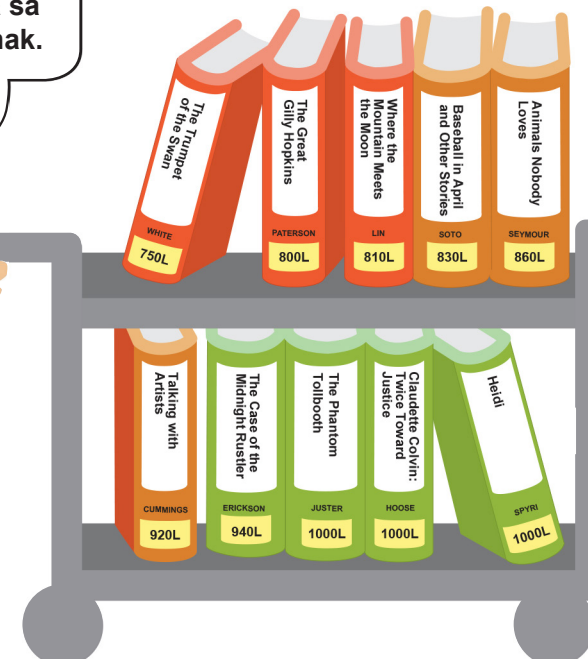 sa
nak.
The Trumpet
of the Swan
WHITE
750L
The Great
Gilly Hopkins
PATERSON
800L
Where the
Mountain Meets
the Moon
LIN
810L
Baseball in April
and Other Stories
SOTO
830L
Animals Nobody
Loves
SEYMOUR
860L
Talking with
Artists
CUMMINGS
920L
The Case of the
Midnight Rustler
ERICKSON
940L
The Phantom
Tollbooth
JUSTER
1000L
Claudette Colvin:
Twice Toward
Justice
HOOSE
1000L
Heidi
SPYRI
1000L